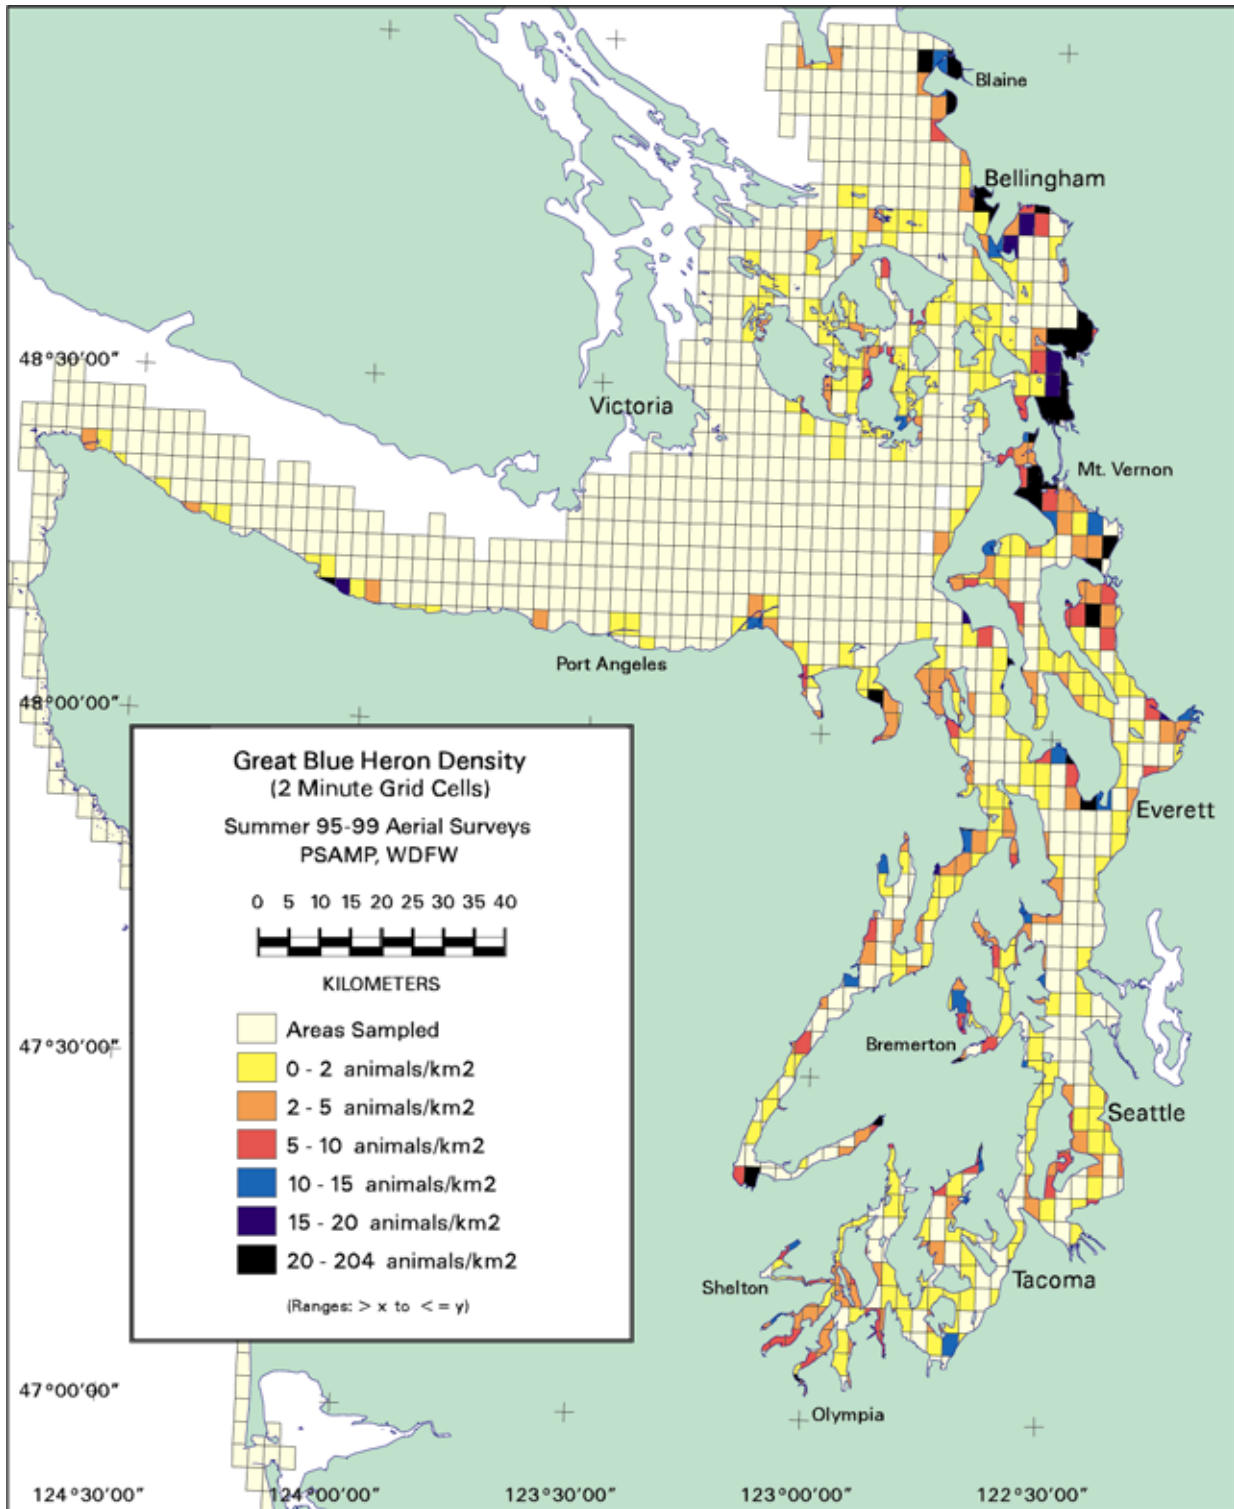 Blaine
Bellingham
48°30'00"
Victoria
Mt. Vernon
Port Angeles
48°00'00"
Great Blue Heron Density
(2 Minute Grid Cells)
Summer 95-99 Aerial Surveys
PSAMP, WDFW
0 5 10 15 20 25 30 35 40
KILOMETERS
Areas Sampled
0 - 2 animals/km2
2 - 5 animals/km2
5 - 10 animals/km2
10 - 15 animals/km2
15 - 20 animals/km2
20 - 204 animals/km2
(Ranges: > x to < = y)
Everett
47°30'00"
Bremerton
Seattle
Shelton
Tacoma
47°00'00"
Olympia
124°30'00"
124°00'00"
123°30'00"
123°00'00"
122°30'00"